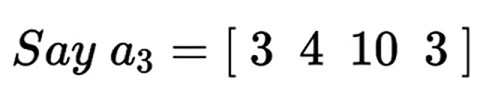 Say a₃ = [ 3 4 10 3 ]